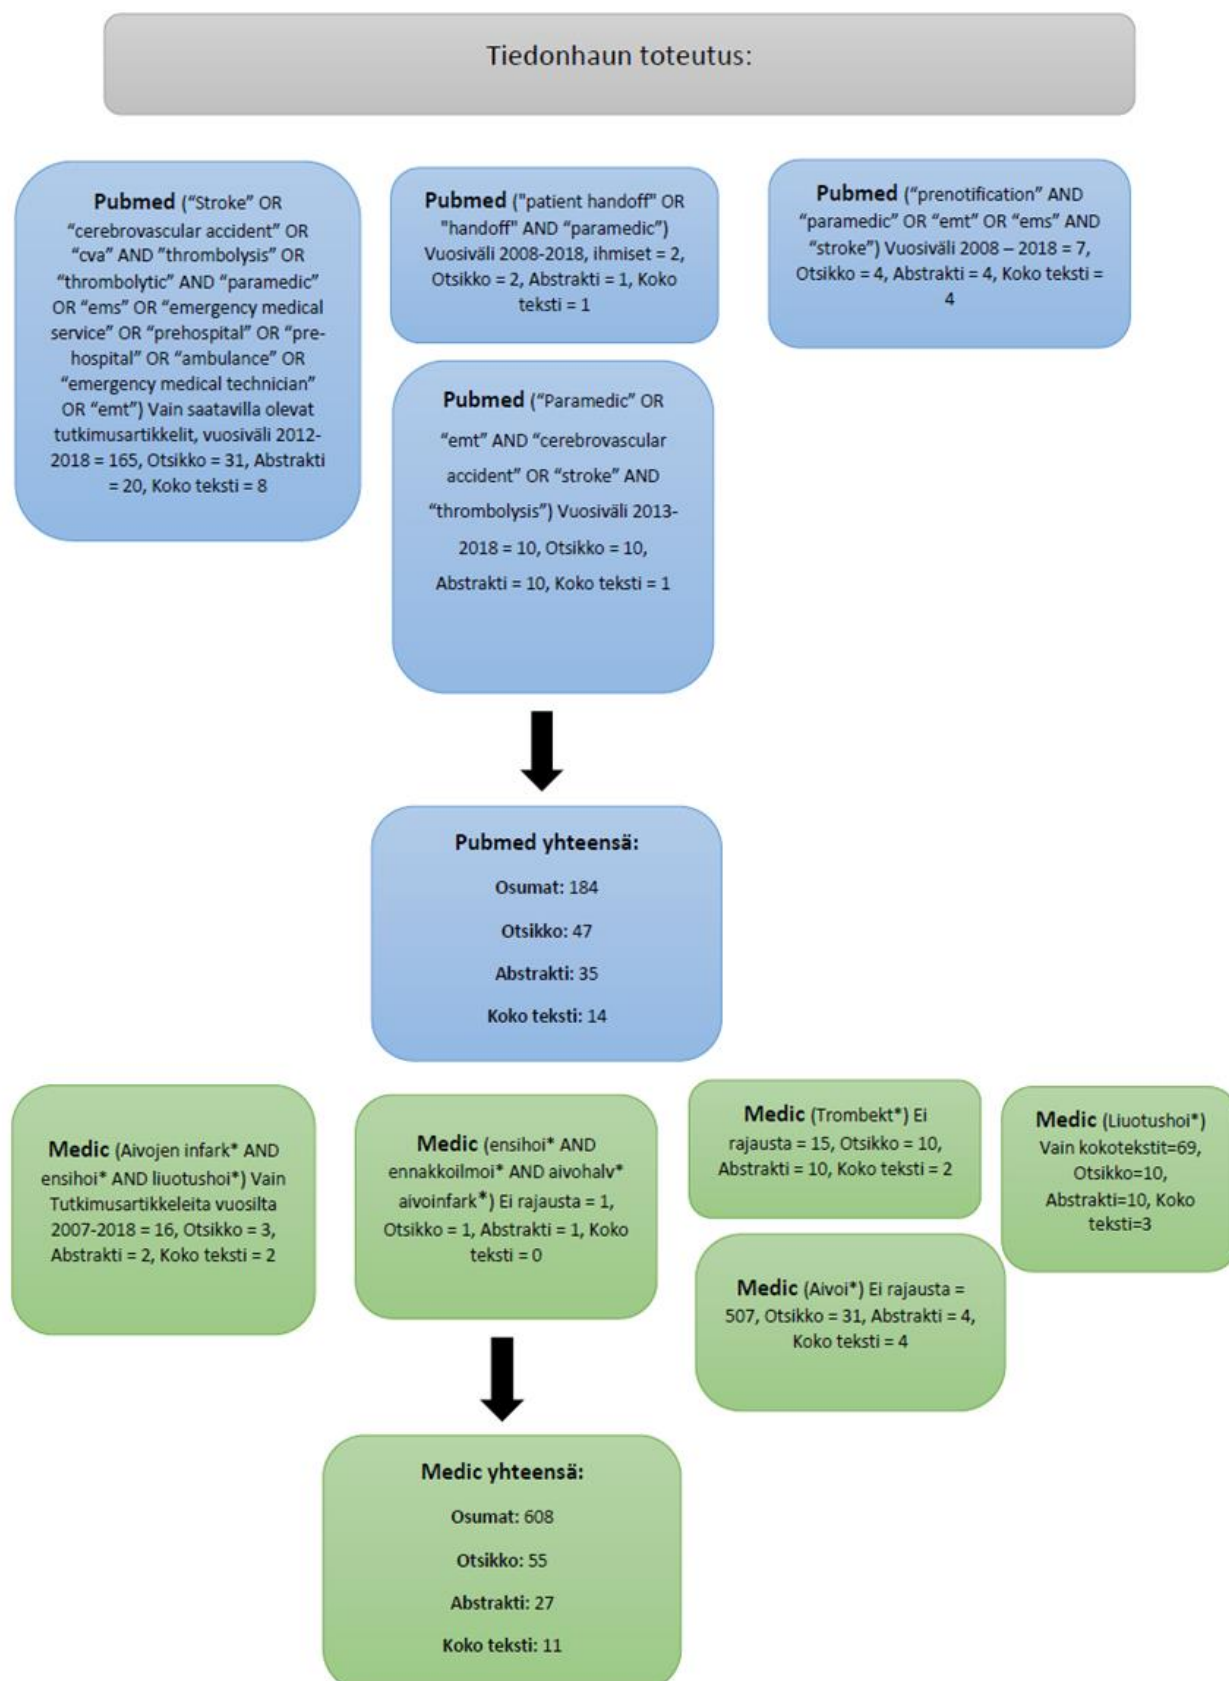 Tiedonhaun toteutus:
Pubmed (“Stroke” OR
“cerebrovascular accident” OR
“cva” AND “thrombolysis” OR
“thrombolytic” AND “paramedic”
OR “ems” OR “emergency medical
service” OR “prehospital” OR “pre-
hospital” OR “ambulance” OR
“emergency medical technician”
OR “emt”) Vain saatavilla olevat
tutkimusartikkelit, vuosiväli 2012-
2018 = 165, Otsikko = 31, Abstrakti
= 20, Koko teksti = 8
Pubmed ("patient handoff" OR
"handoff" AND “paramedic”)
Vuosiväli 2008-2018, ihmiset = 2,
Otsikko = 2, Abstrakti = 1, Koko
teksti = 1
Pubmed (“prenotification” AND
“paramedic” OR “emt” OR “ems” AND
“stroke”) Vuosiväli 2008 – 2018 = 7,
Otsikko = 4, Abstrakti = 4, Koko teksti =
4
Pubmed (“Paramedic” OR
“emt” AND “cerebrovascular
accident” OR “stroke” AND
“thrombolysis”) Vuosiväli 2013-
2018 = 10, Otsikko = 10,
Abstrakti = 10, Koko teksti = 1
Pubmed yhteensä:
Osumat: 184
Otsikko: 47
Abstrakti: 35
Koko teksti: 14
Medic (Aivojen infark* AND
ensihoi* AND liuotushoi*) Vain
Tutkimusartikkeleita vuosilta
2007-2018 = 16, Otsikko = 3,
Abstrakti = 2, Koko teksti = 2
Medic (ensihoi* AND
ennakkoilmoi* AND aivohalv*
aivoinfark*) Ei rajausta = 1,
Otsikko = 1, Abstrakti = 1, Koko
teksti = 0
Medic (Trombekt*) Ei
rajausta = 15, Otsikko = 10,
Abstrakti = 10, Koko teksti = 2
Medic (Liuotushoi*)
Vain kokotekstit=69,
Otsikko=10,
Abstrakti=10, Koko
teksti=3
Medic (Aivoi*) Ei rajausta =
507, Otsikko = 31, Abstrakti = 4,
Koko teksti = 4
Medic yhteensä:
Osumat: 608
Otsikko: 55
Abstrakti: 27
Koko teksti: 11